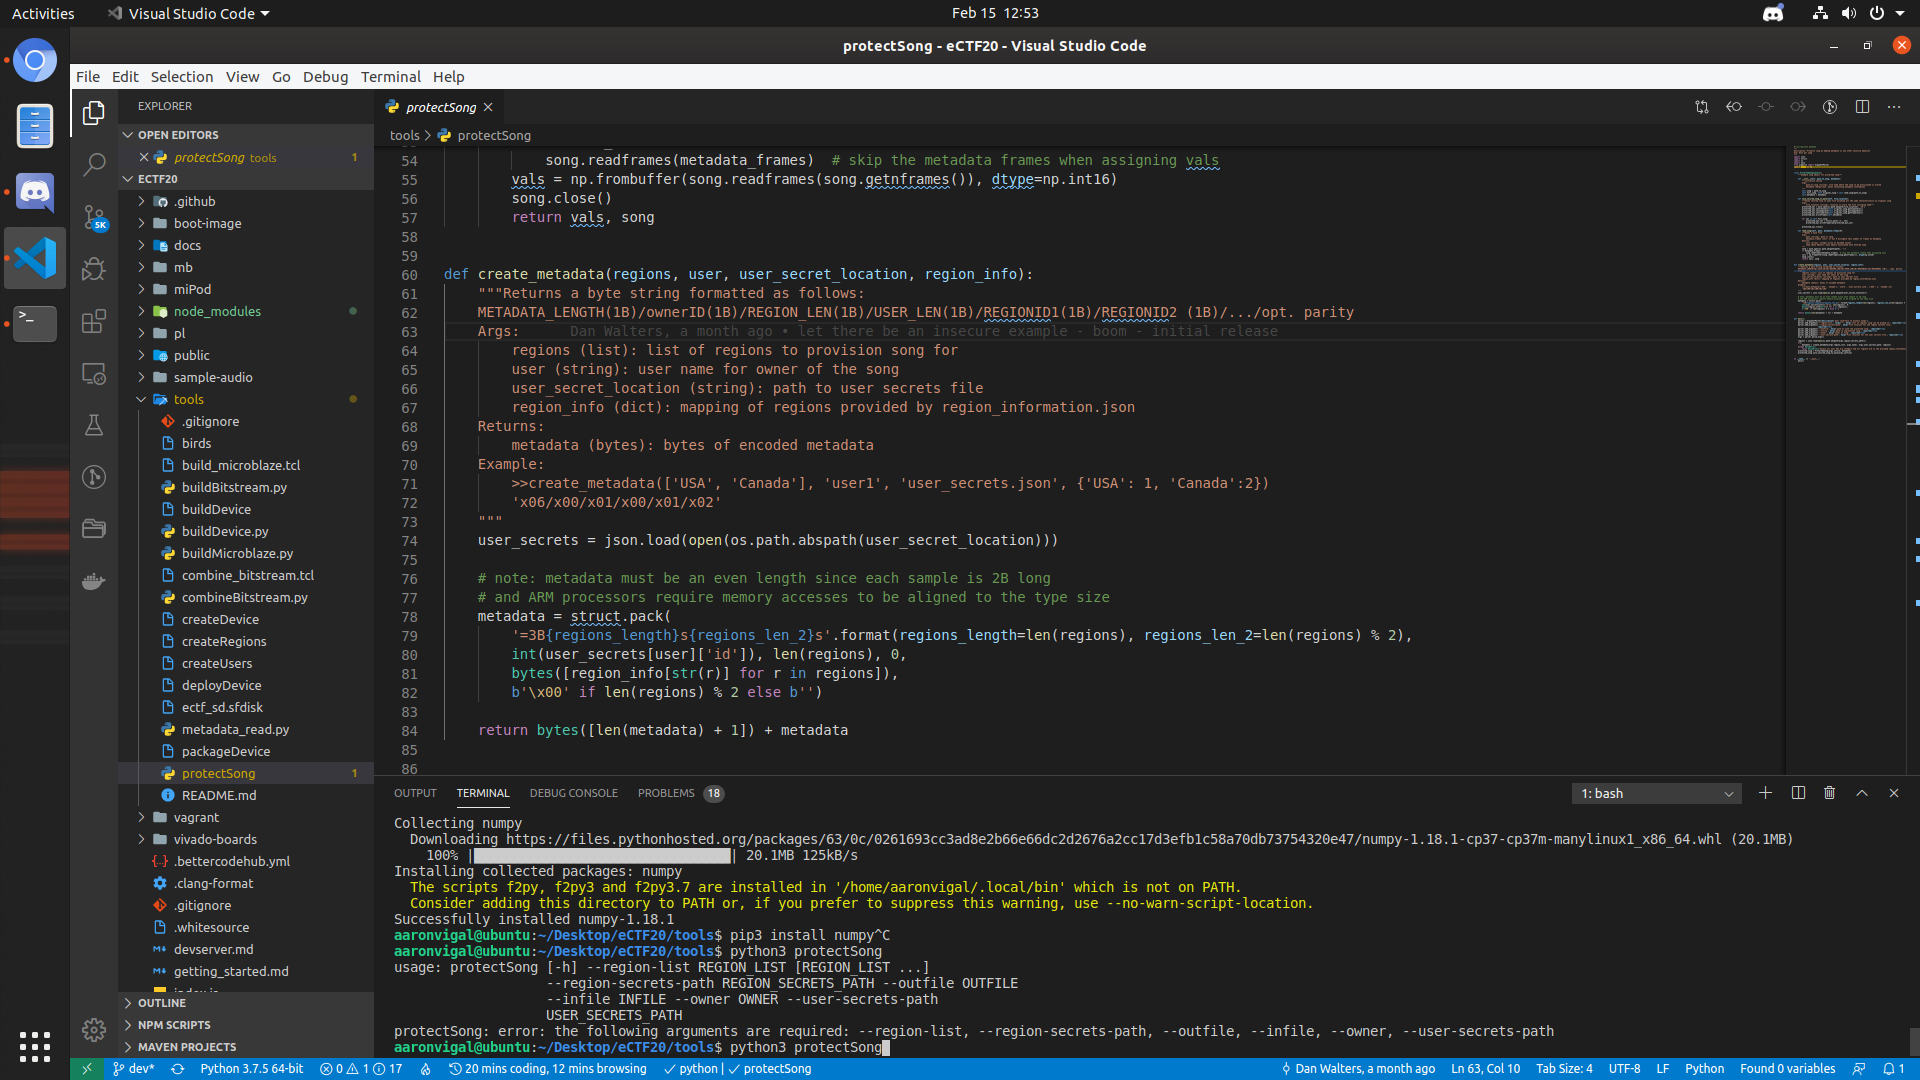 Activities
Visual Studio Code
Feb 15 12:53
protectSong - eCTF20 - Visual Studio Code
File Edit Selection View Go Debug Terminal Help
EXPLORER
OPEN EDITORS
protectSong tools 1
ECTF20
.github
boot-image
docs
mb
miPod
node_modules
pl
public
sample-audio
tools
.gitignore
birds
build_microblaze.tcl
buildBitstream.py
buildDevice
buildDevice.py
buildMicroblaze.py
combine_bitstream.tcl
combineBitstream.py
createDevice
createRegions
createUsers
deployDevice
ectf_sd.sfdisk
metadata_read.py
packageDevice
protectSong 1
README.md
vagrant
vivado-boards
.bettercodehub.yml
.clang-format
.gitignore
.whitesource
devserver.md
getting_started.md
OUTLINE
NPM SCRIPTS
MAVEN PROJECTS
5K
protectSong
tools > protectSong
54 song.readframes(metadata_frames)  # skip the metadata frames when assigning vals
55 vals = np.frombuffer(song.readframes(song.getnframes()), dtype=np.int16)
56 song.close()
57 return vals, song
58
59
60 def create_metadata(regions, user, user_secret_location, region_info):
61 """Returns a byte string formatted as follows:
62 METADATA_LENGTH(1B)/ownerID(1B)/REGION_LEN(1B)/USER_LEN(1B)/REGIONID1(1B)/REGIONID2 (1B)/.../opt. parity
63 Args: Dan Walters, a month ago • let there be an insecure example - boom - initial release
64 regions (list): list of regions to provision song for
65 user (string): user name for owner of the song
66 user_secret_location (string): path to user secrets file
67 region_info (dict): mapping of regions provided by region_information.json
68 Returns:
69 metadata (bytes): bytes of encoded metadata
70 Example:
71 >>create_metadata(['USA', 'Canada'], 'user1', 'user_secrets.json', {'USA': 1, 'Canada':2})
72 'x06/x00/x01/x00/x01/x02'
73 """
74 user_secrets = json.load(open(os.path.abspath(user_secret_location)))
75
76 # note: metadata must be an even length since each sample is 2B long
77 # and ARM processors require memory accesses to be aligned to the type size
78 metadata = struct.pack(
79 '=3B{regions_length}s{regions_len_2}s'.format(regions_length=len(regions), regions_len_2=len(regions) % 2),
80 int(user_secrets[user]['id']), len(regions), 0,
81 bytes([region_info[str(r)] for r in regions]),
82 b'\x00' if len(regions) % 2 else b'')
83
84 return bytes([len(metadata) + 1]) + metadata
85
86
OUTPUT TERMINAL DEBUG CONSOLE PROBLEMS 18
1: bash
Collecting numpy
Downloading https://files.pythonhosted.org/packages/63/0c/0261693cc3ad8e2b66e66dc2d2676a2cc17d3efb1c58a70db73754320e47/numpy-1.18.1-cp37-cp37m-manylinux1_x86_64.whl (20.1MB)
100% |████████████████████████████████| 20.1MB 125kB/s
Installing collected packages: numpy
The scripts f2py, f2py3 and f2py3.7 are installed in '/home/aaronvigal/.local/bin' which is not on PATH.
Consider adding this directory to PATH or, if you prefer to suppress this warning, use --no-warn-script-location.
Successfully installed numpy-1.18.1
aaronvigal@ubuntu:~/Desktop/eCTF20/tools$ pip3 install numpy^C
aaronvigal@ubuntu:~/Desktop/eCTF20/tools$ python3 protectSong
usage: protectSong [-h] --region-list REGION_LIST [REGION_LIST ...]
--region-secrets-path REGION_SECRETS_PATH --outfile OUTFILE
--infile INFILE --owner OWNER --user-secrets-path
USER_SECRETS_PATH
protectSong: error: the following arguments are required: --region-list, --region-secrets-path, --outfile, --infile, --owner, --user-secrets-path
aaronvigal@ubuntu:~/Desktop/eCTF20/tools$ python3 protectSong
dev* Python 3.7.5 64-bit 0 1 17 20 mins coding, 12 mins browsing python | protectSong
Dan Walters, a month ago Ln 63, Col 10 Tab Size: 4 UTF-8 LF Python Found 0 variables 1